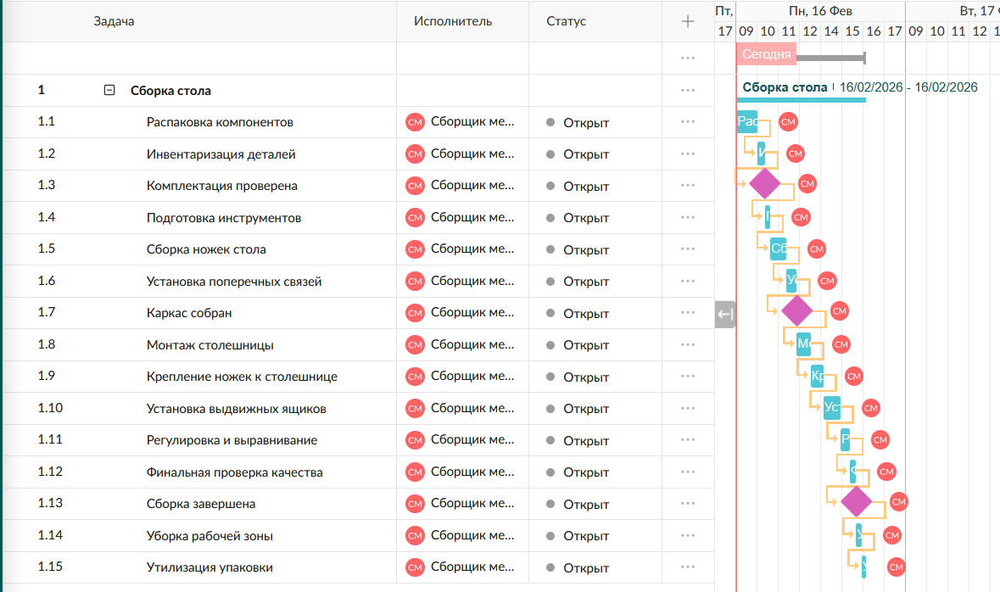 Задача Исполнитель Статус + Пт, Пн, 16 Фев Вт, 17
17 09 10 11 12 13 14 15 16 17 09 10 11 12
Сегодня
1 Сборка стола Сборка стола 16/02/2026 - 16/02/2026
1.1 Распаковка компонентов СМ Сборщик ме... Открыт Рас СМ
1.2 Инвентаризация деталей СМ Сборщик ме... Открыт И СМ
1.3 Комплектация проверена СМ Сборщик ме... Открыт СМ
1.4 Подготовка инструментов СМ Сборщик ме... Открыт СМ
1.5 Сборка ножек стола СМ Сборщик ме... Открыт Сб СМ
1.6 Установка поперечных связей СМ Сборщик ме... Открыт У СМ
1.7 Каркас собран СМ Сборщик ме... Открыт СМ
1.8 Монтаж столешницы СМ Сборщик ме... Открыт М СМ
1.9 Крепление ножек к столешнице СМ Сборщик ме... Открыт Кр СМ
1.10 Установка выдвижных ящиков СМ Сборщик ме... Открыт Ус СМ
1.11 Регулировка и выравнивание СМ Сборщик ме... Открыт Р СМ
1.12 Финальная проверка качества СМ Сборщик ме... Открыт СМ
1.13 Сборка завершена СМ Сборщик ме... Открыт СМ
1.14 Уборка рабочей зоны СМ Сборщик ме... Открыт СМ
1.15 Утилизация упаковки СМ Сборщик ме... Открыт СМ